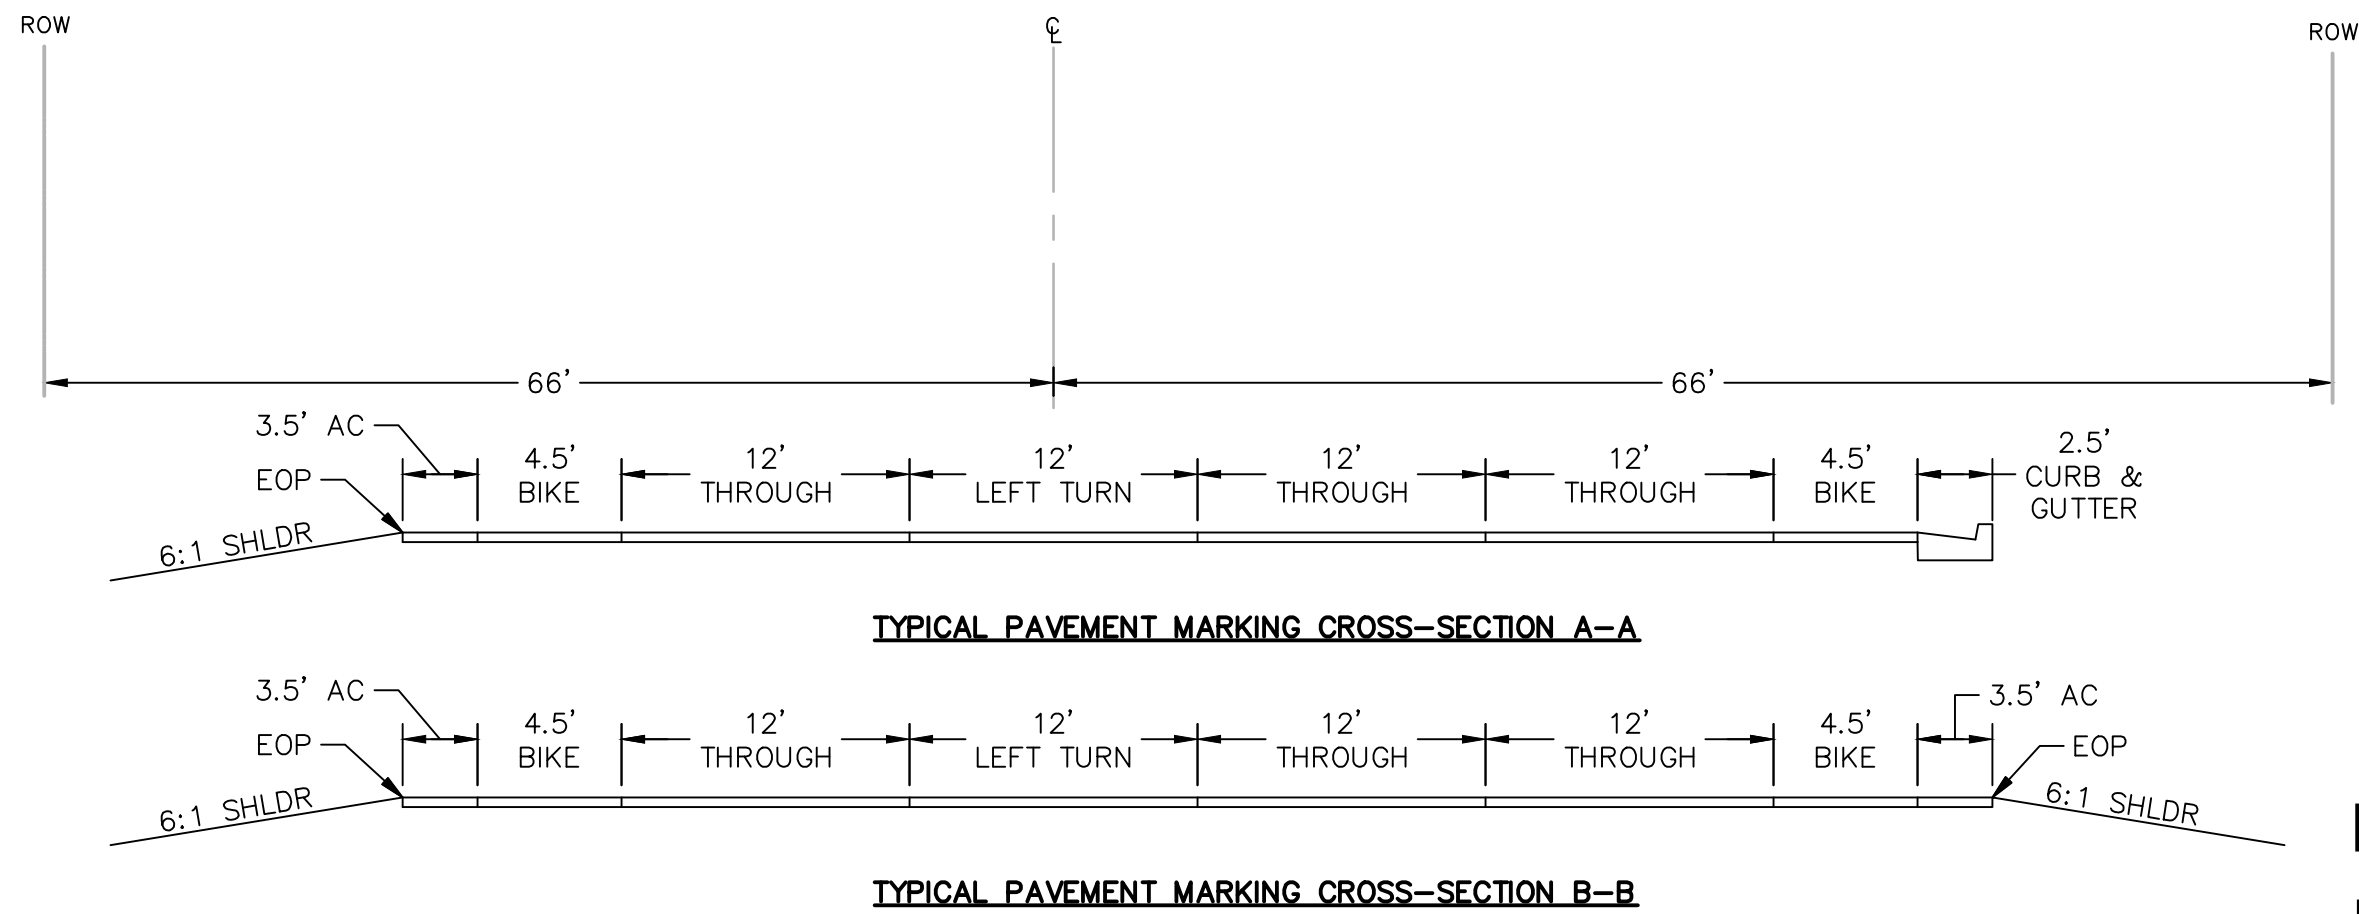 ROW ℄ ROW
66' 66'
3.5' AC
EOP
6:1 SHLDR
4.5' 12' 12' 12' 12' 4.5' 2.5'
BIKE THROUGH LEFT TURN THROUGH THROUGH BIKE CURB &
GUTTER
TYPICAL PAVEMENT MARKING CROSS-SECTION A-A
3.5' AC 3.5' AC
4.5' 12' 12' 12' 12' 4.5'
EOP BIKE THROUGH LEFT TURN THROUGH THROUGH BIKE EOP
6:1 SHLDR 6:1 SHLDR
TYPICAL PAVEMENT MARKING CROSS-SECTION B-B